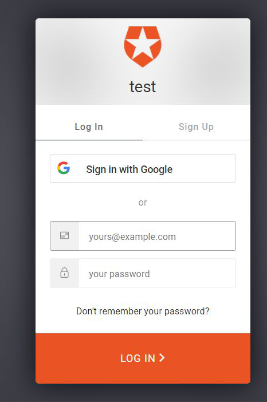 test
Log In
Sign Up
Sign in with Google
or
yours@example.com
your password
Don't remember your password?
LOG IN